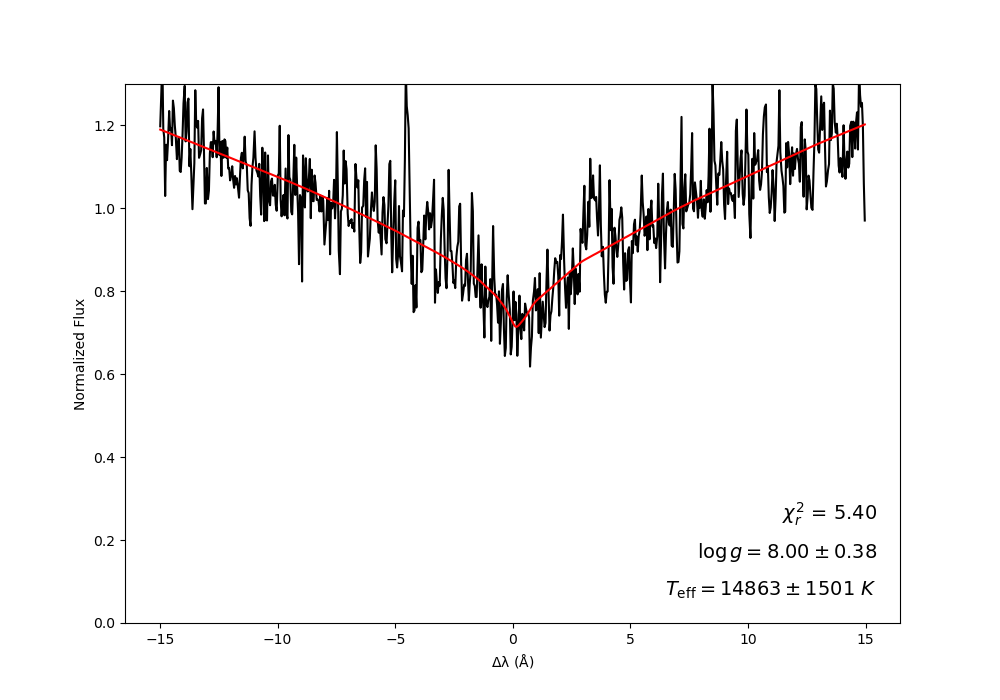 1.2
1.0
0.8
0.6
0.4
0.2
0.0
Normalized Flux
χ²ᵣ = 5.40
log g = 8.00 ± 0.38
T_eff = 14863 ± 1501 K
−15 −10 −5 0 5 10 15
Δλ (Å)